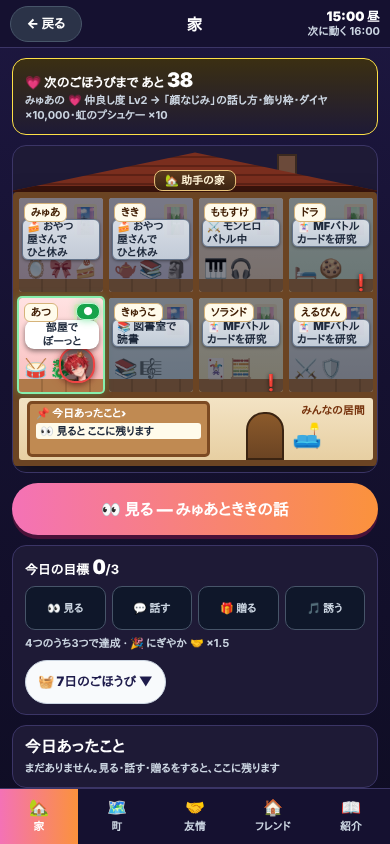 ← 戻る
家
15:00 昼
次に動く 16:00
💗 次のごほうびまで あと 38
みゅあの 💗 仲良し度 Lv2 → 「顔なじみ」の話し方・飾り枠・ダイヤ
×10,000・虹のプシュケー ×10
🏡 助手の家
みゅあ
🍰 おやつ
屋さんで
ひと休み
きき
🍰 おやつ
屋さんで
ひと休み
ももすけ
⚔️ モンヒロ
バトル中
ドラ
🃏 MFバトル
カードを研究
❗
あつ
部屋で
ぼーっと
きゅうこ
📚 図書室で
読書
ソラシド
🃏 MFバトル
カードを研究
❗
えるぴん
🃏 MFバトル
カードを研究
📌 今日あったこと›
👀 見ると ここに残ります
みんなの居間
👀 見る — みゅあとききの話
今日の目標 0/3
👀 見る
💬 話す
🎁 贈る
🎵 誘う
4つのうち3つで達成・🎉 にぎやか 🤝 ×1.5
🧺 7日のごほうび ▼
今日あったこと
まだありません。見る・話す・贈るをすると、ここに残ります
家
町
友情
フレンド
紹介